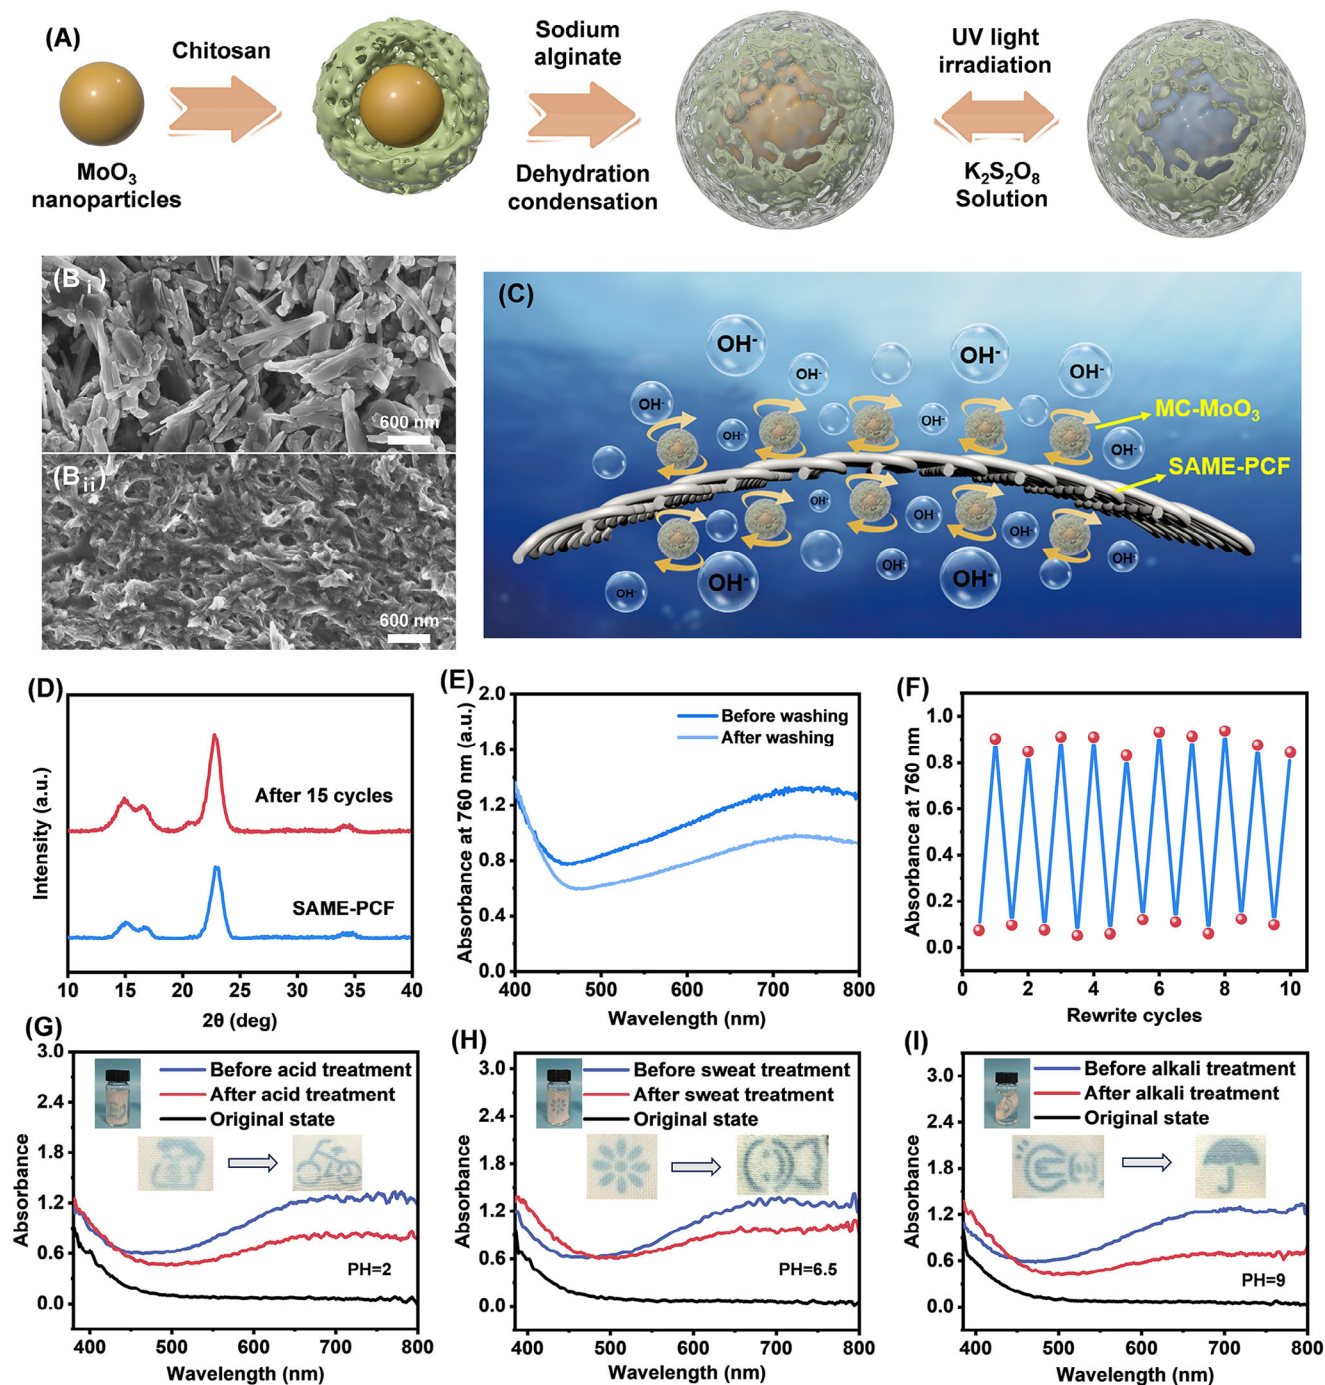 (A)
Chitosan
MoO₃
nanoparticles
Sodium
alginate
Dehydration
condensation
UV light
irradiation
K₂S₂O₈
Solution
(B i)
600 nm
(B ii)
600 nm
(C)
OH⁻
OH⁻
OH⁻
OH⁻
OH⁻
OH⁻
OH⁻
OH⁻
OH⁻
MC-MoO₃
SAME-PCF
OH⁻
OH⁻
OH⁻
OH⁻
OH⁻
OH⁻
OH⁻
OH⁻
(D)
Intensity (a.u.)
After 15 cycles
SAME-PCF
10 15 20 25 30 35 40
2θ (deg)
(E)
Absorbance at 760 nm (a.u.)
2.0
1.6
1.2
0.8
0.4
0.0
Before washing
After washing
400 500 600 700 800
Wavelength (nm)
(F)
Absorbance at 760 nm
1.0
0.8
0.6
0.4
0.2
0.0
0 2 4 6 8 10
Rewrite cycles
(G)
Absorbance
3.0
2.4
1.8
1.2
0.6
0.0
Before acid treatment
After acid treatment
Original state
PH=2
400 500 600 700 800
Wavelength (nm)
(H)
Absorbance
3.0
2.4
1.8
1.2
0.6
0.0
Before sweat treatment
After sweat treatment
Original state
PH=6.5
400 500 600 700 800
Wavelength (nm)
(I)
Absorbance
3.0
2.4
1.8
1.2
0.6
0.0
Before alkali treatment
After alkali treatment
Original state
PH=9
400 500 600 700 800
Wavelength (nm)